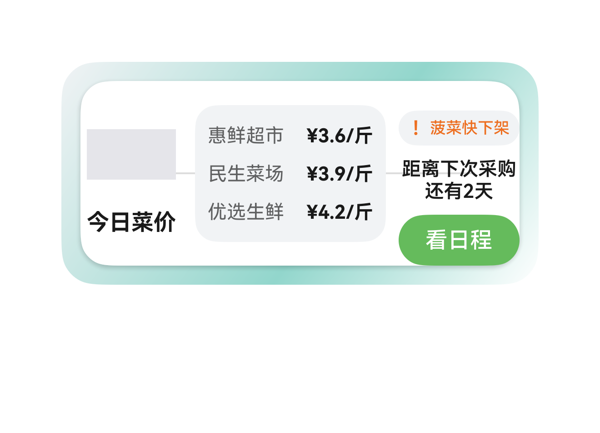 今日菜价
惠鲜超市 ¥3.6/斤
民生菜场 ¥3.9/斤
优选生鲜 ¥4.2/斤
! 菠菜快下架
距离下次采购
还有2天
看日程